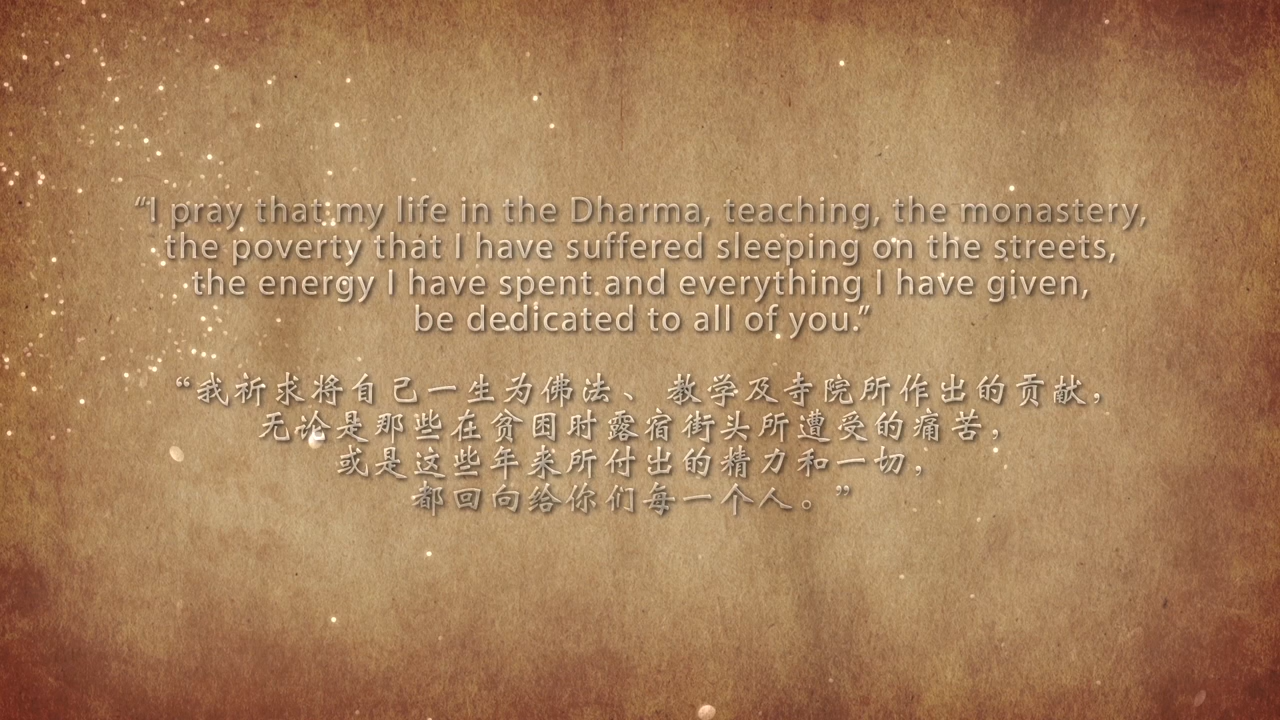 “I pray that my life in the Dharma, teaching, the monastery,
the poverty that I have suffered sleeping on the streets,
the energy I have spent and everything I have given,
be dedicated to all of you.”
“我祈求将自己一生为佛法、 教学及寺院所作出的贡献，
无论是那些在贫困时露宿街头所遭受的痛苦，
或是这些年来所付出的精力和一切，
都回向给你们每一个人。”